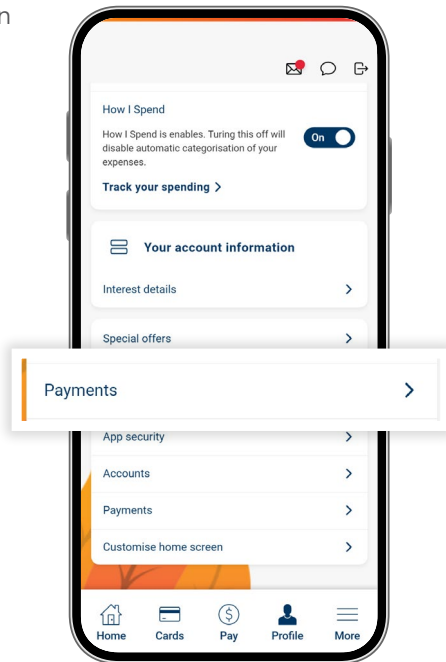 n
How I Spend
How I Spend is enables. Turing this off will
disable automatic categorisation of your
expenses.
On
Track your spending >
Your account information
Interest details
Special offers
Payments
App security
Accounts
Payments
Customise home screen
Home Cards Pay Profile More